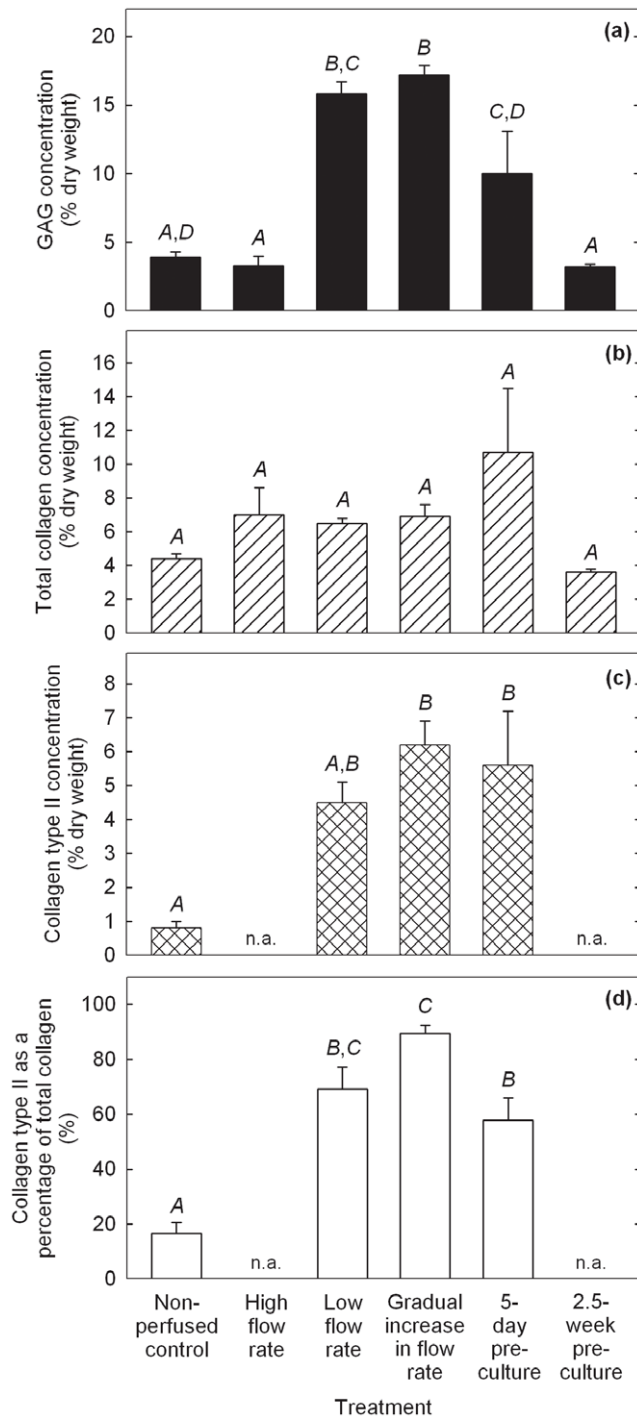 (a)
GAG concentration
(% dry weight)
20
15
10
5
0
A,D
A
B,C
B
C,D
A
(b)
Total collagen concentration
(% dry weight)
16
14
12
10
8
6
4
2
0
A
A
A
A
A
A
(c)
Collagen type II concentration
(% dry weight)
8
7
6
5
4
3
2
1
0
A
n.a.
A,B
B
B
n.a.
(d)
Collagen type II as a
percentage of total collagen
(%)
100
80
60
40
20
0
A
n.a.
B,C
C
B
n.a.
Non-
perfused
control
High
flow
rate
Low
flow
rate
Gradual
increase
in flow
rate
5-
day
pre-
culture
2.5-
week
pre-
culture
Treatment